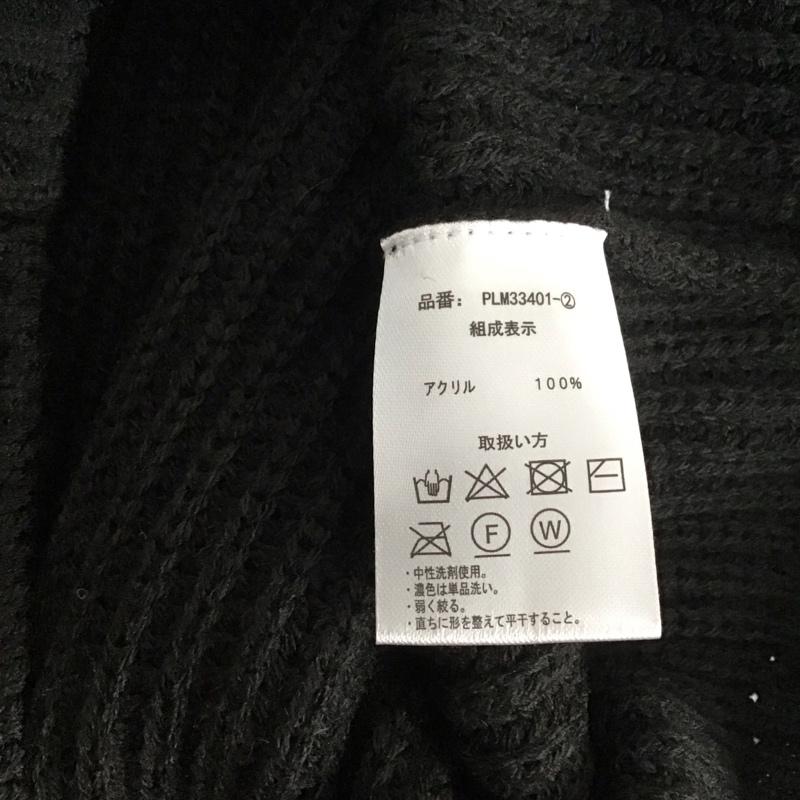 品番： PLM33401-②
組成表示
アクリル 100%
取扱い方
F W
・中性洗剤使用。
・濃色は単品洗い。
・弱く絞る。
・直ちに形を整えて平干すること。